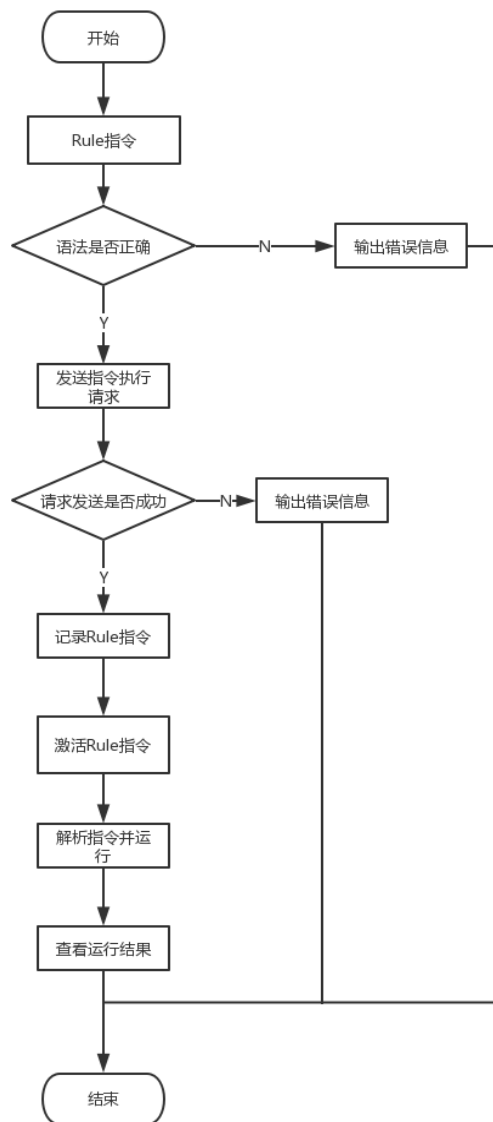 开始
Rule指令
语法是否正确
N
输出错误信息
Y
发送指令执行
请求
请求发送是否成功
N
输出错误信息
Y
记录Rule指令
激活Rule指令
解析指令并运
行
查看运行结果
结束